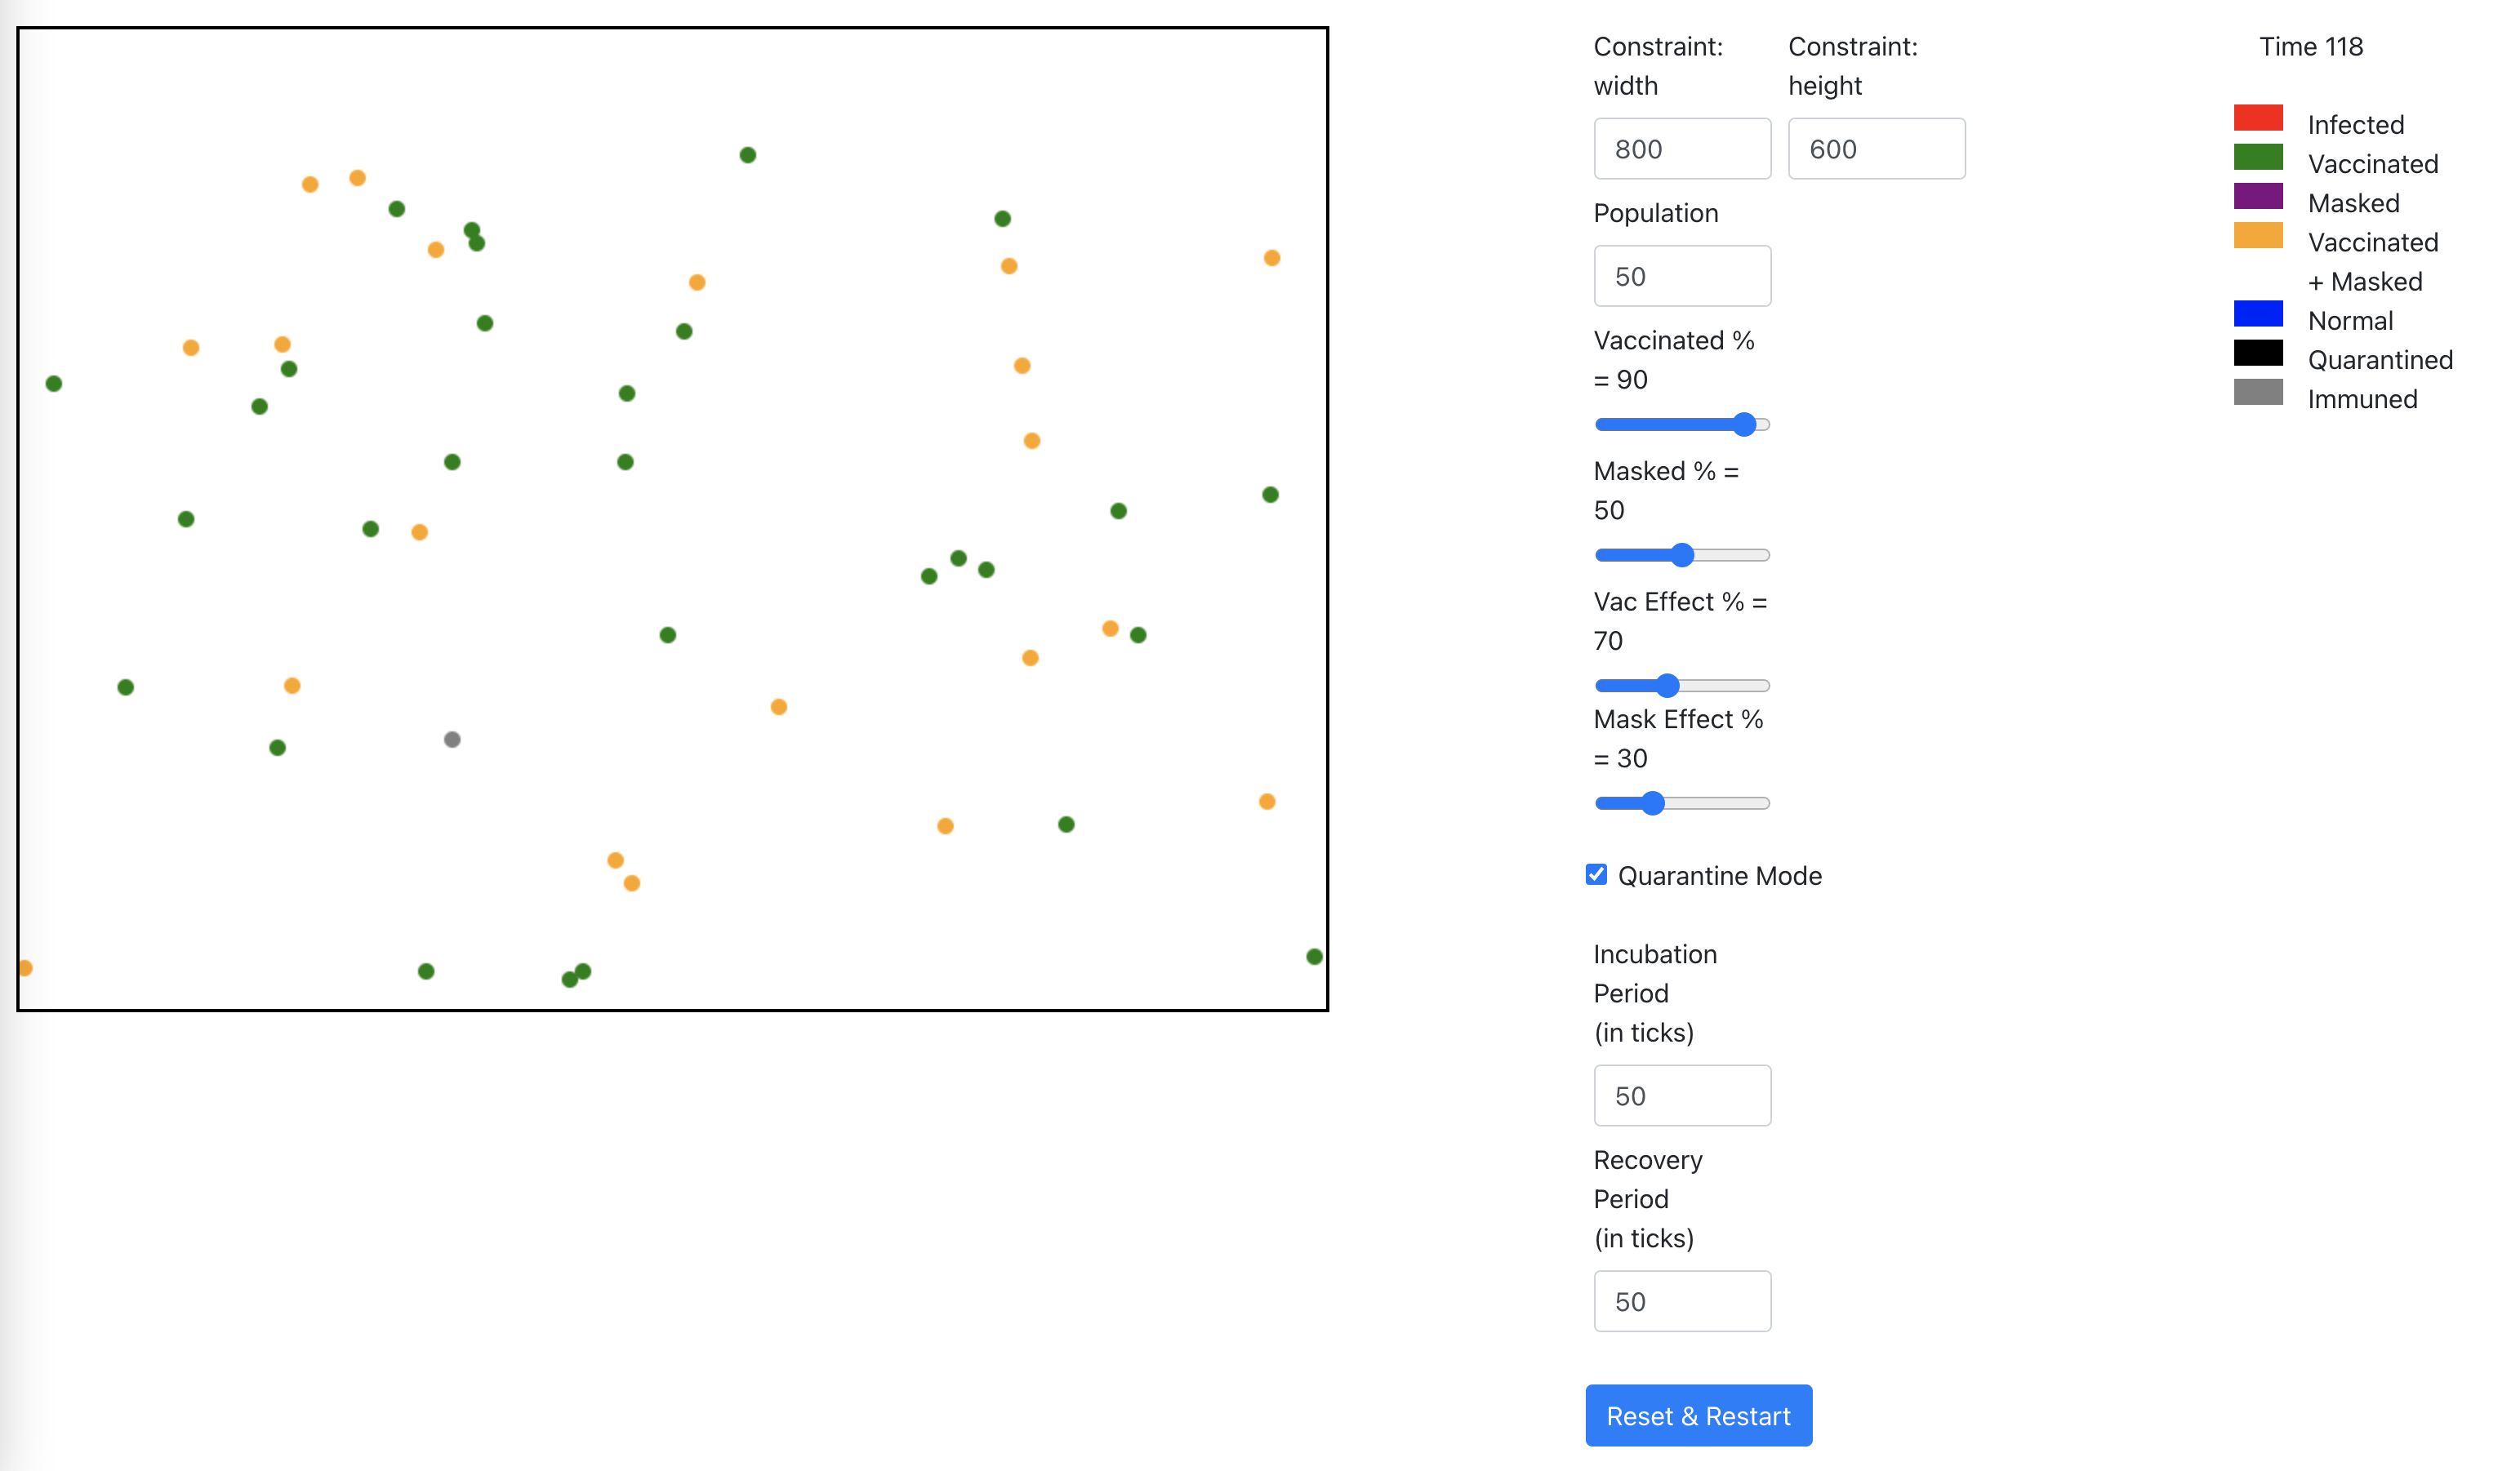 Constraint:
width
Constraint:
height
800
600
Population
50
Vaccinated %
= 90
Masked % =
50
Vac Effect % =
70
Mask Effect %
= 30
Quarantine Mode
Incubation
Period
(in ticks)
50
Recovery
Period
(in ticks)
50
Reset & Restart
Time 118
Infected
Vaccinated
Masked
Vaccinated
+ Masked
Normal
Quarantined
Immuned